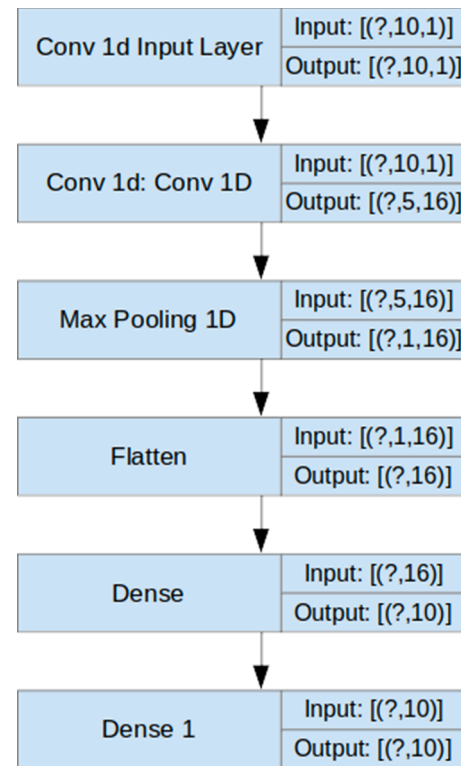 Conv 1d Input Layer
Input: [(?,10,1)]
Output: [(?,10,1)]
Conv 1d: Conv 1D
Input: [(?,10,1)]
Output: [(?,5,16)]
Max Pooling 1D
Input: [(?,5,16)]
Output: [(?,1,16)]
Flatten
Input: [(?,1,16)]
Output: [(?,16)]
Dense
Input: [(?,16)]
Output: [(?,10)]
Dense 1
Input: [(?,10)]
Output: [(?,10)]